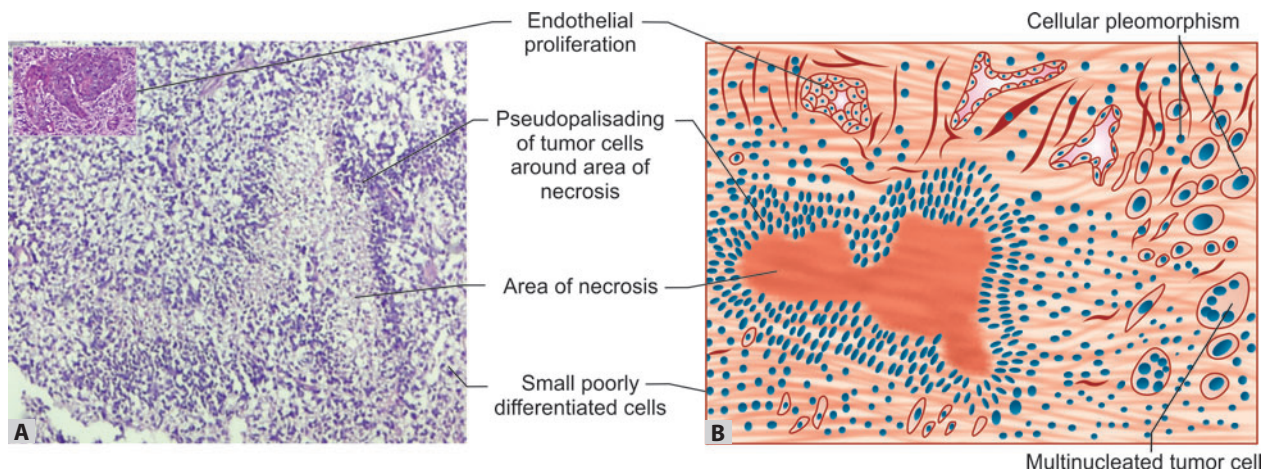 Endothelial
proliferation
Cellular pleomorphism
Pseudopalisading
of tumor cells
around area of
necrosis
Area of necrosis
Small poorly
differentiated cells
A
B
Multinucleated tumor cell